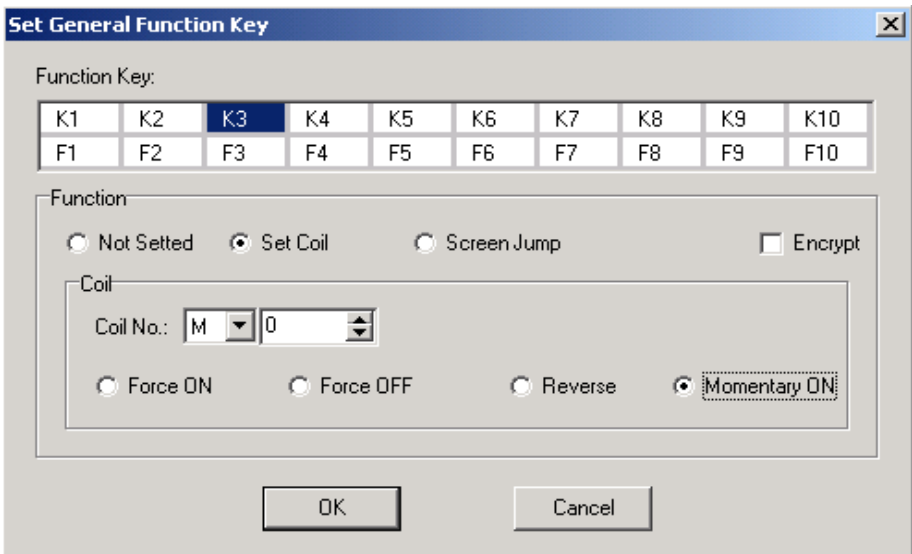 Set General Function Key
Function Key:
K1 K2 K3 K4 K5 K6 K7 K8 K9 K10
F1 F2 F3 F4 F5 F6 F7 F8 F9 F10
Function
Not Setted Set Coil Screen Jump Encrypt
Coil
Coil No.: M 0
Force ON Force OFF Reverse Momentary ON
OK Cancel